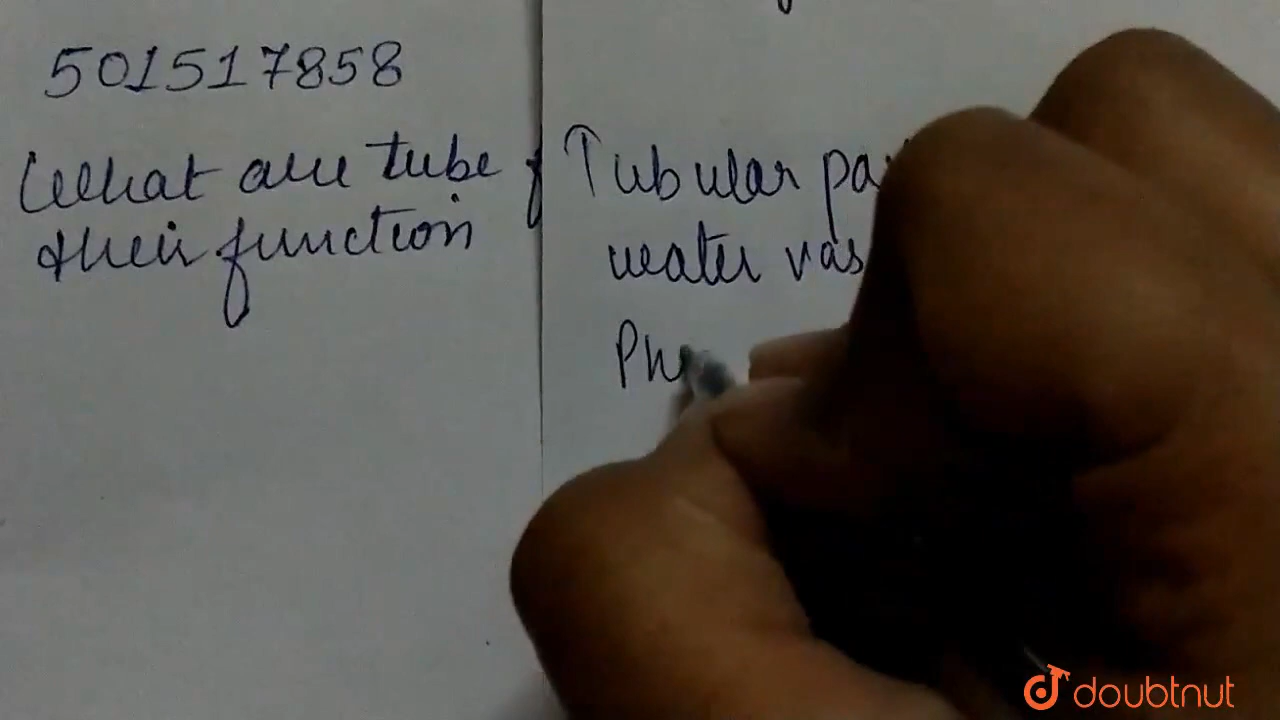 501517858
What are tube &
their function
Tubular pa
water vas
Ph
doubtnut